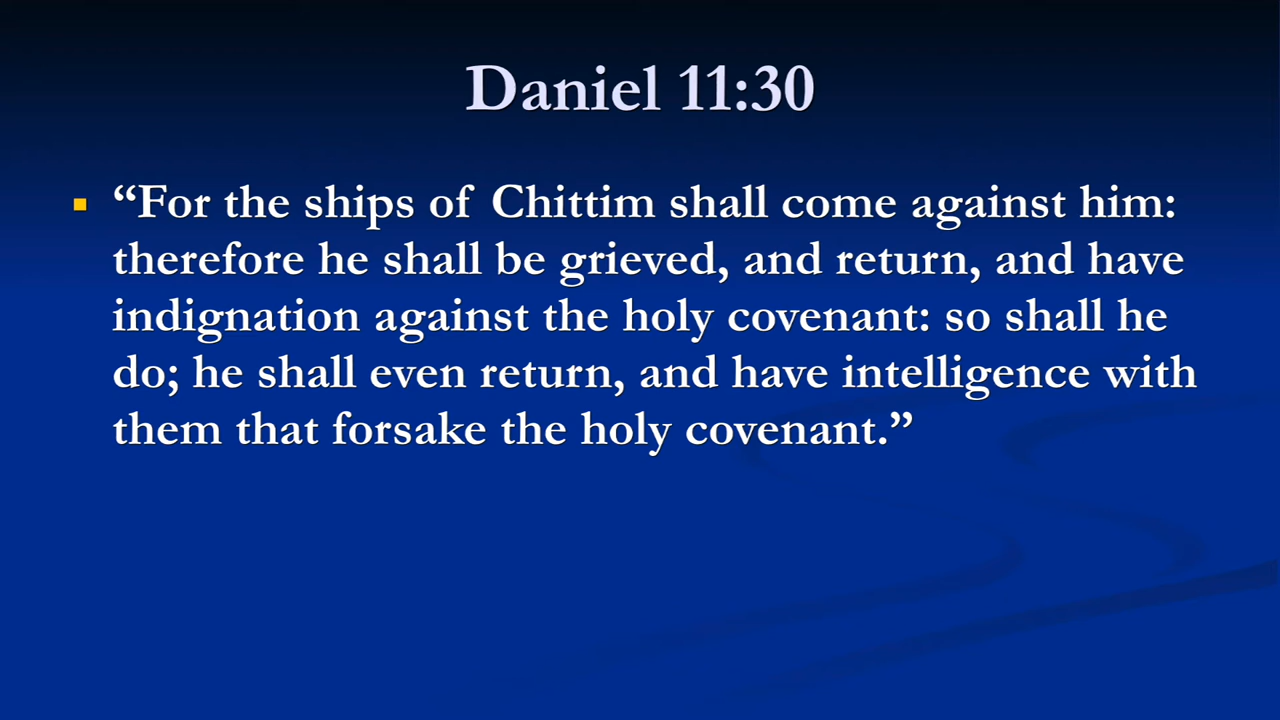 Daniel 11:30
“For the ships of Chittim shall come against him:
therefore he shall be grieved, and return, and have
indignation against the holy covenant: so shall he
do; he shall even return, and have intelligence with
them that forsake the holy covenant.”